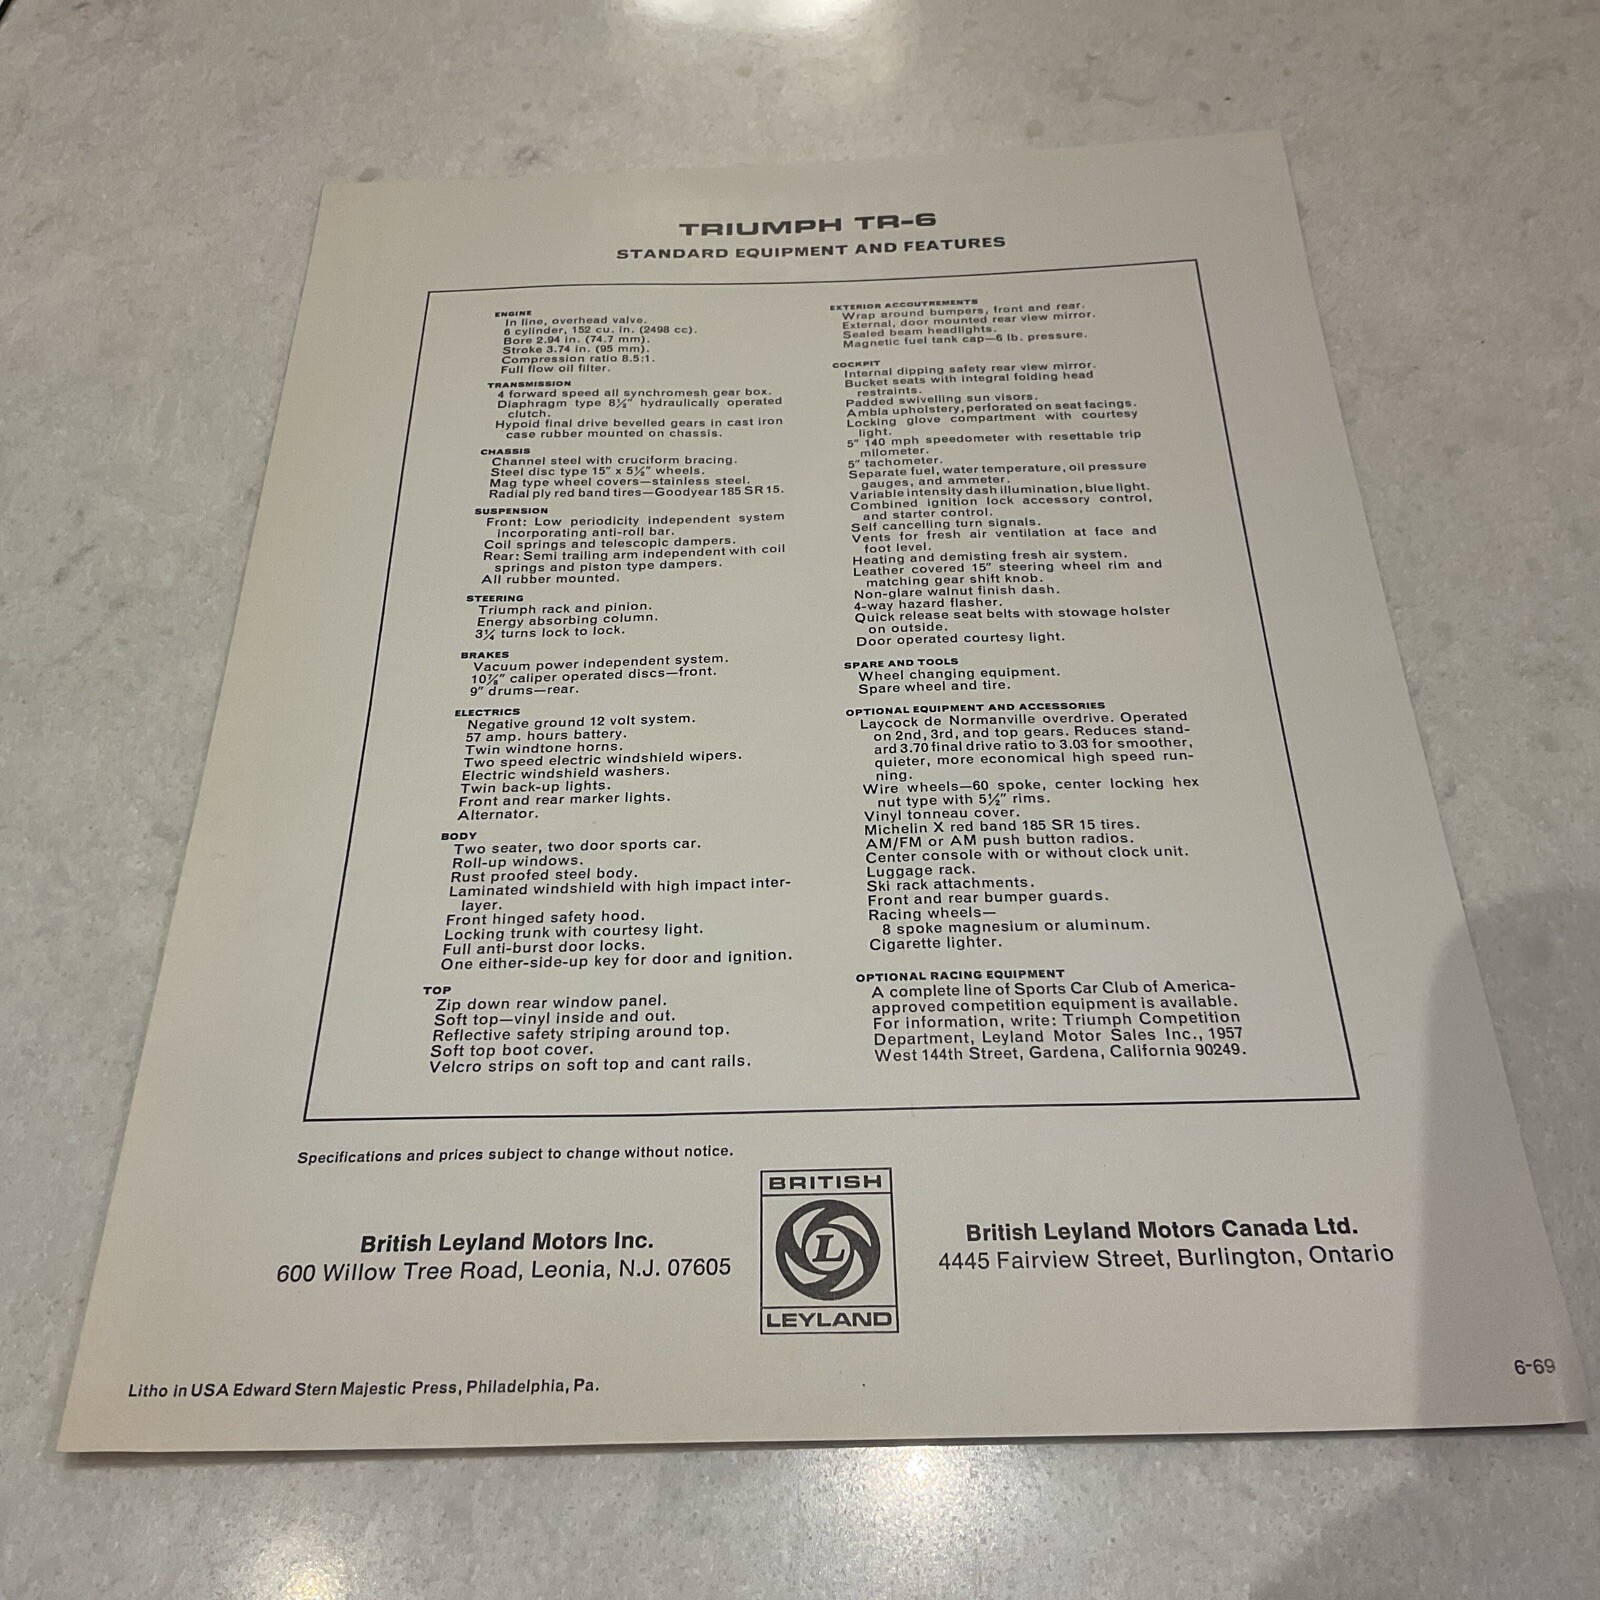 TRIUMPH TR-6
STANDARD EQUIPMENT AND FEATURES
ENGINE
In line, overhead valve.
6 cylinder, 152 cu. in. (2498 cc).
Bore 2.94 in. (74.7 mm).
Stroke 3.74 in. (95 mm).
Compression ratio 8.5:1.
Full flow oil filter.
TRANSMISSION
4 forward speed all synchromesh gear box.
Diaphragm type 8½" hydraulically operated
clutch.
Hypoid final drive bevelled gears in cast iron
case rubber mounted on chassis.
CHASSIS
Channel steel with cruciform bracing.
Steel disc type 15" x 5½" wheels.
Mag type wheel covers—stainless steel.
Radial ply red band tires—Goodyear 185 SR 15.
SUSPENSION
Front: Low periodicity independent system
incorporating anti-roll bar.
Coil springs and telescopic dampers.
Rear: Semi trailing arm independent with coil
springs and piston type dampers.
All rubber mounted.
STEERING
Triumph rack and pinion.
Energy absorbing column.
3¼ turns lock to lock.
BRAKES
Vacuum power independent system.
10⅞" caliper operated discs—front.
9" drums—rear.
ELECTRICS
Negative ground 12 volt system.
57 amp. hours battery.
Twin windtone horns.
Two speed electric windshield wipers.
Electric windshield washers.
Twin back-up lights.
Front and rear marker lights.
Alternator.
BODY
Two seater, two door sports car.
Roll-up windows.
Rust proofed steel body.
Laminated windshield with high impact inter-
layer.
Front hinged safety hood.
Locking trunk with courtesy light.
Full anti-burst door locks.
One either-side-up key for door and ignition.
TOP
Zip down rear window panel.
Soft top—vinyl inside and out.
Reflective safety striping around top.
Soft top boot cover.
Velcro strips on soft top and cant rails.
EXTERIOR ACCOUTREMENTS
Wrap around bumpers, front and rear.
External, door mounted rear view mirror.
Sealed beam headlights.
Magnetic fuel tank cap—6 lb. pressure.
COCKPIT
Internal dipping safety rear view mirror.
Bucket seats with integral folding head
restraints.
Padded swivelling sun visors.
Ambla upholstery, perforated on seat facings.
Locking glove compartment with courtesy
light.
5" 140 mph speedometer with resettable trip
milometer.
5" tachometer.
Separate fuel, water temperature, oil pressure
gauges, and ammeter.
Variable intensity dash illumination, blue light.
Combined ignition lock accessory control,
and starter control.
Self cancelling turn signals.
Vents for fresh air ventilation at face and
foot level.
Heating and demisting fresh air system.
Leather covered 15" steering wheel rim and
matching gear shift knob.
Non-glare walnut finish dash.
4-way hazard flasher.
Quick release seat belts with stowage holster
on outside.
Door operated courtesy light.
SPARE AND TOOLS
Wheel changing equipment.
Spare wheel and tire.
OPTIONAL EQUIPMENT AND ACCESSORIES
Laycock de Normanville overdrive. Operated
on 2nd, 3rd, and top gears. Reduces stand-
ard 3.70 final drive ratio to 3.03 for smoother,
quieter, more economical high speed run-
ning.
Wire wheels—60 spoke, center locking hex
nut type with 5½" rims.
Vinyl tonneau cover.
Michelin X red band 185 SR 15 tires.
AM/FM or AM push button radios.
Center console with or without clock unit.
Luggage rack.
Ski rack attachments.
Front and rear bumper guards.
Racing wheels—
8 spoke magnesium or aluminum.
Cigarette lighter.
OPTIONAL RACING EQUIPMENT
A complete line of Sports Car Club of America-
approved competition equipment is available.
For information, write: Triumph Competition
Department, Leyland Motor Sales Inc., 1957
West 144th Street, Gardena, California 90249.
Specifications and prices subject to change without notice.
British Leyland Motors Inc.
600 Willow Tree Road, Leonia, N.J. 07605
BRITISH
L
LEYLAND
British Leyland Motors Canada Ltd.
4445 Fairview Street, Burlington, Ontario
Litho in USA Edward Stern Majestic Press, Philadelphia, Pa.
6-69